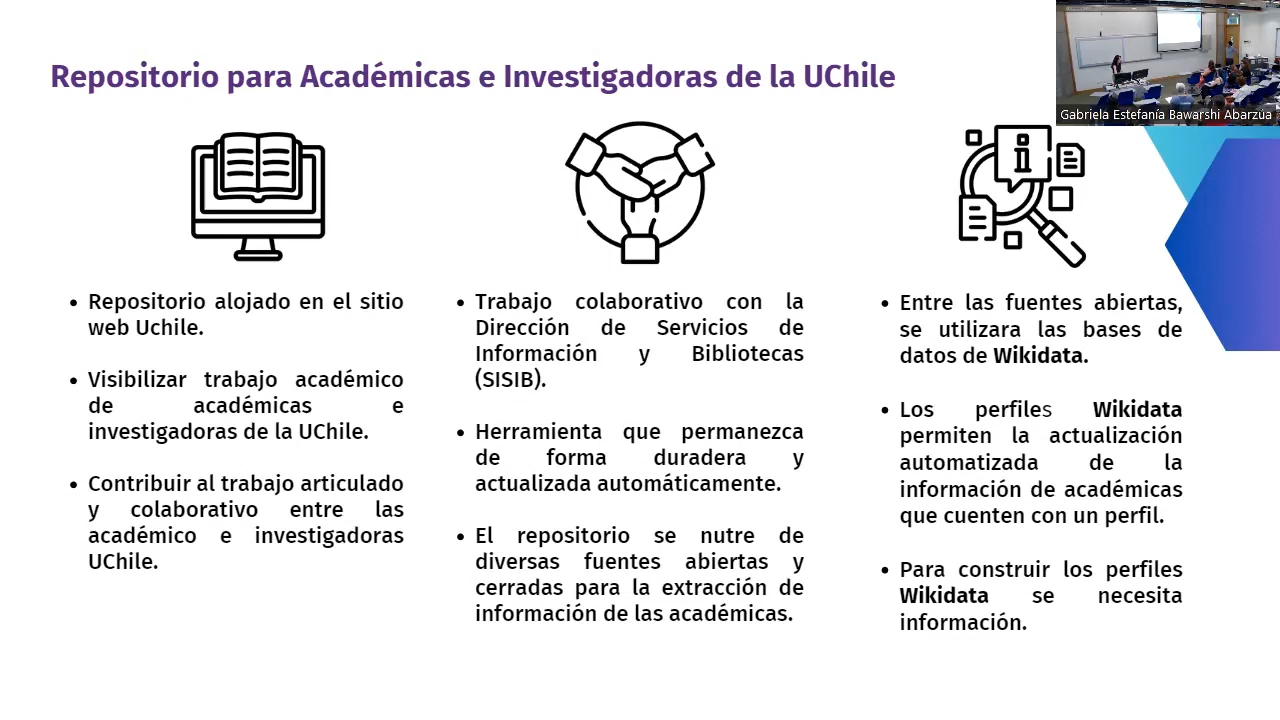 Repositorio para Académicas e Investigadoras de la UChile
Gabriela Estefanía Bawarshi Abarzúa
• Repositorio alojado en el sitio
web Uchile.
• Visibilizar trabajo académico
de académicas e
investigadoras de la UChile.
• Contribuir al trabajo articulado
y colaborativo entre las
académico e investigadoras
UChile.
• Trabajo colaborativo con la
Dirección de Servicios de
Información y Bibliotecas
(SISIB).
• Herramienta que permanezca
de forma duradera y
actualizada automáticamente.
• El repositorio se nutre de
diversas fuentes abiertas y
cerradas para la extracción de
información de las académicas.
• Entre las fuentes abiertas,
se utilizara las bases de
datos de Wikidata.
• Los perfiles Wikidata
permiten la actualización
automatizada de la
información de académicas
que cuenten con un perfil.
• Para construir los perfiles
Wikidata se necesita
información.